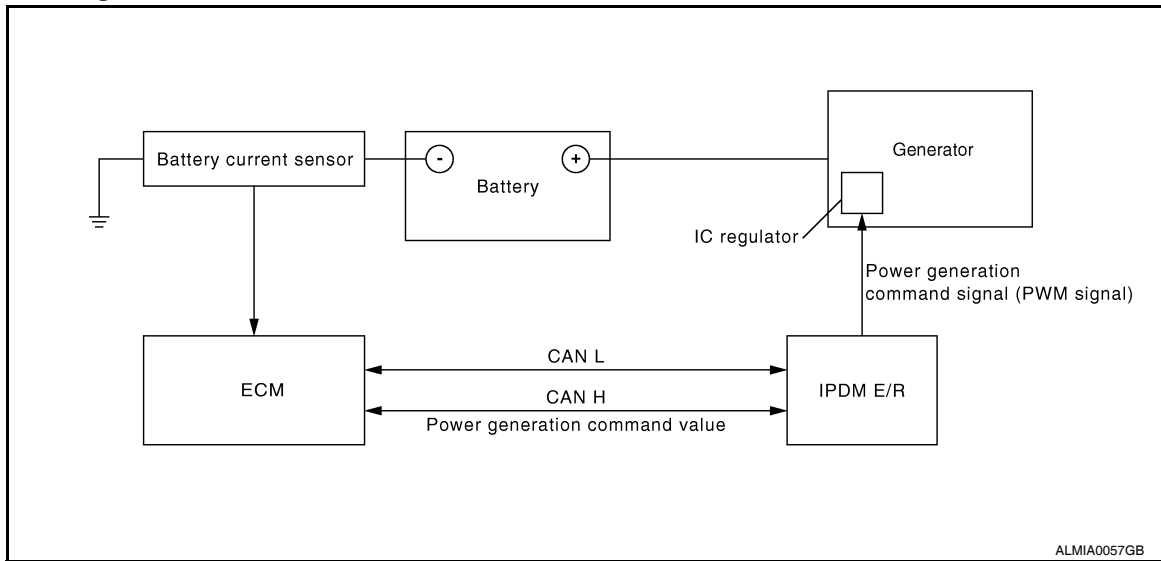 Battery current sensor
-
+
Battery
Generator
IC regulator
Power generation
command signal (PWM signal)
ECM
CAN L
CAN H
Power generation command value
IPDM E/R
ALMIA0057GB